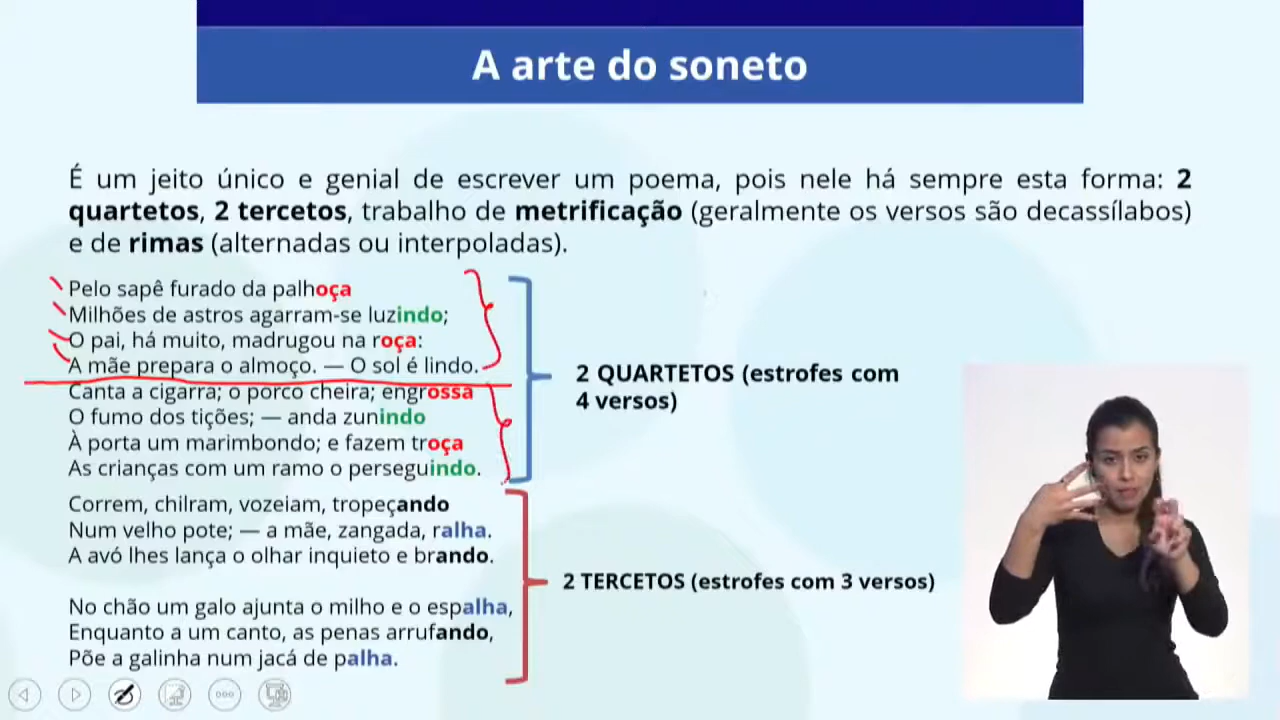 A arte do soneto
É um jeito único e genial de escrever um poema, pois nele há sempre esta forma: 2
quartetos, 2 tercetos, trabalho de metrificação (geralmente os versos são decassílabos)
e de rimas (alternadas ou interpoladas).
Pelo sapê furado da palhoça
Milhões de astros agarram-se luzindo;
O pai, há muito, madrugou na roça:
A mãe prepara o almoço. — O sol é lindo.
Canta a cigarra; o porco cheira; engrossa
O fumo dos tições; — anda zunindo
À porta um marimbondo; e fazem troça
As crianças com um ramo o perseguindo.
2 QUARTETOS (estrofes com
4 versos)
Correm, chilram, vozeiam, tropeçando
Num velho pote; — a mãe, zangada, ralha.
A avó lhes lança o olhar inquieto e brando.
No chão um galo ajunta o milho e o espalha,
Enquanto a um canto, as penas arrufando,
Põe a galinha num jacá de palha.
2 TERCETOS (estrofes com 3 versos)